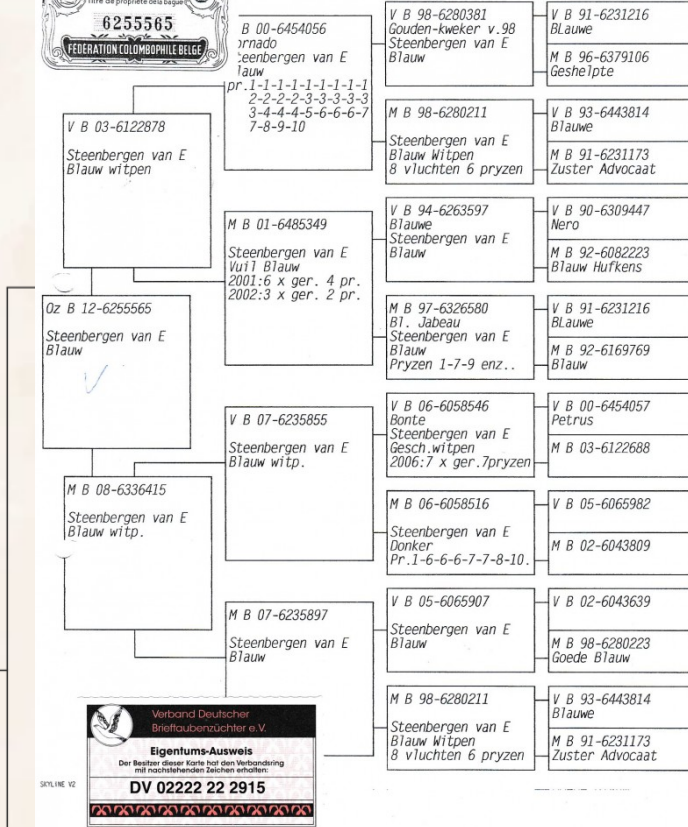 Titre de propriété de la bague
6255565
FÉDÉRATION COLOMBOPHILE BELGE
V B 03-6122878
Steenbergen van E
Blauw witpen
Oz B 12-6255565
Steenbergen van E
Blauw
M B 08-6336415
Steenbergen van E
Blauw witp.
B 00-6454056
ornado
teenbergen van E
lauw
pr.1-1-1-1-1-1-1-1-1
2-2-2-2-3-3-3-3-3
3-4-4-4-5-6-6-6-7
7-8-9-10
M B 01-6485349
Steenbergen van E
Vuil Blauw
2001:6 x ger. 4 pr.
2002:3 x ger. 2 pr.
V B 07-6235855
Steenbergen van E
Blauw witp.
M B 07-6235897
Steenbergen van E
Blauw
V B 98-6280381
Gouden-kweker v.98
Steenbergen van E
Blauw
M B 98-6280211
Steenbergen van E
Blauw Witpen
8 vluchten 6 pryzen
V B 94-6263597
Blauwe
Steenbergen van E
Blauw
M B 97-6326580
Bl. Jabeau
Steenbergen van E
Blauw
Pryzen 1-7-9 enz..
V B 06-6058546
Bonte
Steenbergen van E
Gesch.witpen
2006:7 x ger.7pryzen
M B 06-6058516
Steenbergen van E
Donker
Pr.1-6-6-6-7-7-8-10.
V B 05-6065907
Steenbergen van E
Blauw
M B 98-6280211
Steenbergen van E
Blauw Witpen
8 vluchten 6 pryzen
V B 91-6231216
BLauwe
M B 96-6379106
Geshelpte
V B 93-6443814
Blauwe
M B 91-6231173
Zuster Advocaat
V B 90-6309447
Nero
M B 92-6082223
Blauw Hufkens
V B 91-6231216
BLauwe
M B 92-6169769
Blauw
V B 00-6454057
Petrus
M B 03-6122688
V B 05-6065982
M B 02-6043809
V B 02-6043639
M B 98-6280223
Goede Blauw
V B 93-6443814
Blauwe
M B 91-6231173
Zuster Advocaat
Verband Deutscher
Brieftaubenzüchter e.V.
Eigentums-Ausweis
Der Besitzer dieser Karte hat den Verbandsring
mit nachstehenden Zeichen erhalten:
DV 02222 22 2915
SKYLINE V2